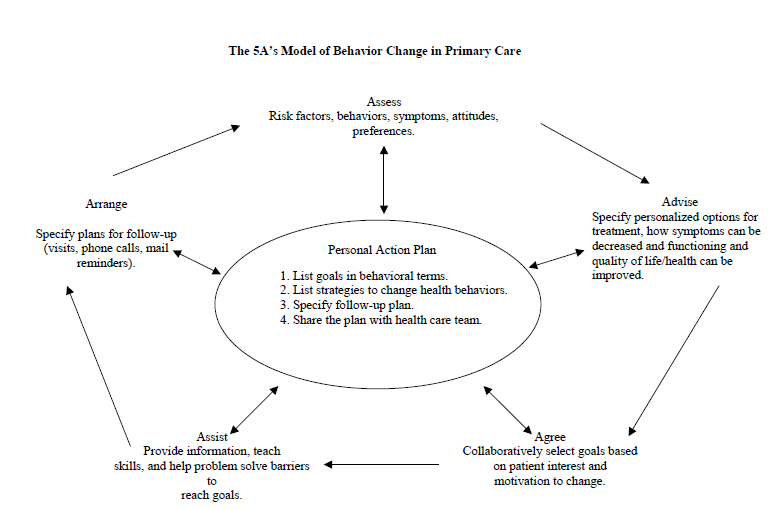 The 5A's Model of Behavior Change in Primary Care
Assess
Risk factors, behaviors, symptoms, attitudes,
preferences.
Arrange
Specify plans for follow-up
(visits, phone calls, mail
reminders).
Advise
Specify personalized options for
treatment, how symptoms can be
decreased and functioning and
quality of life/health can be
improved.
Personal Action Plan
1. List goals in behavioral terms.
2. List strategies to change health behaviors.
3. Specify follow-up plan.
4. Share the plan with health care team.
Assist
Provide information, teach
skills, and help problem solve barriers
to
reach goals.
Agree
Collaboratively select goals based
on patient interest and
motivation to change.